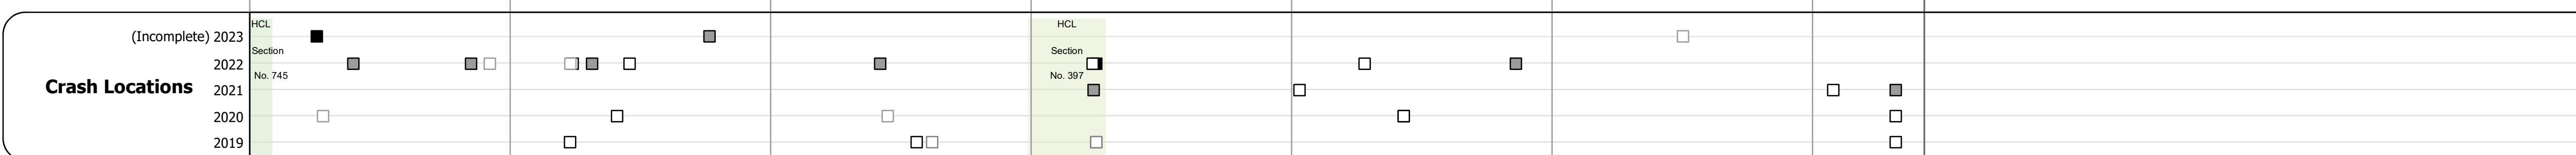 HCL
Section
No. 745
HCL
Section
No. 397
Crash Locations
(Incomplete) 2023
2022
2021
2020
2019